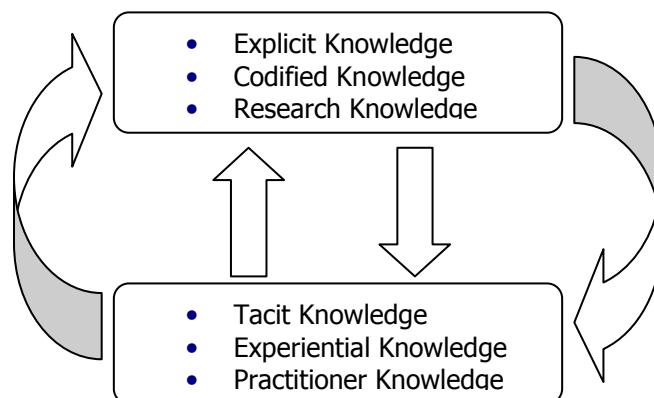 • Explicit Knowledge
• Codified Knowledge
• Research Knowledge
• Tacit Knowledge
• Experiential Knowledge
• Practitioner Knowledge